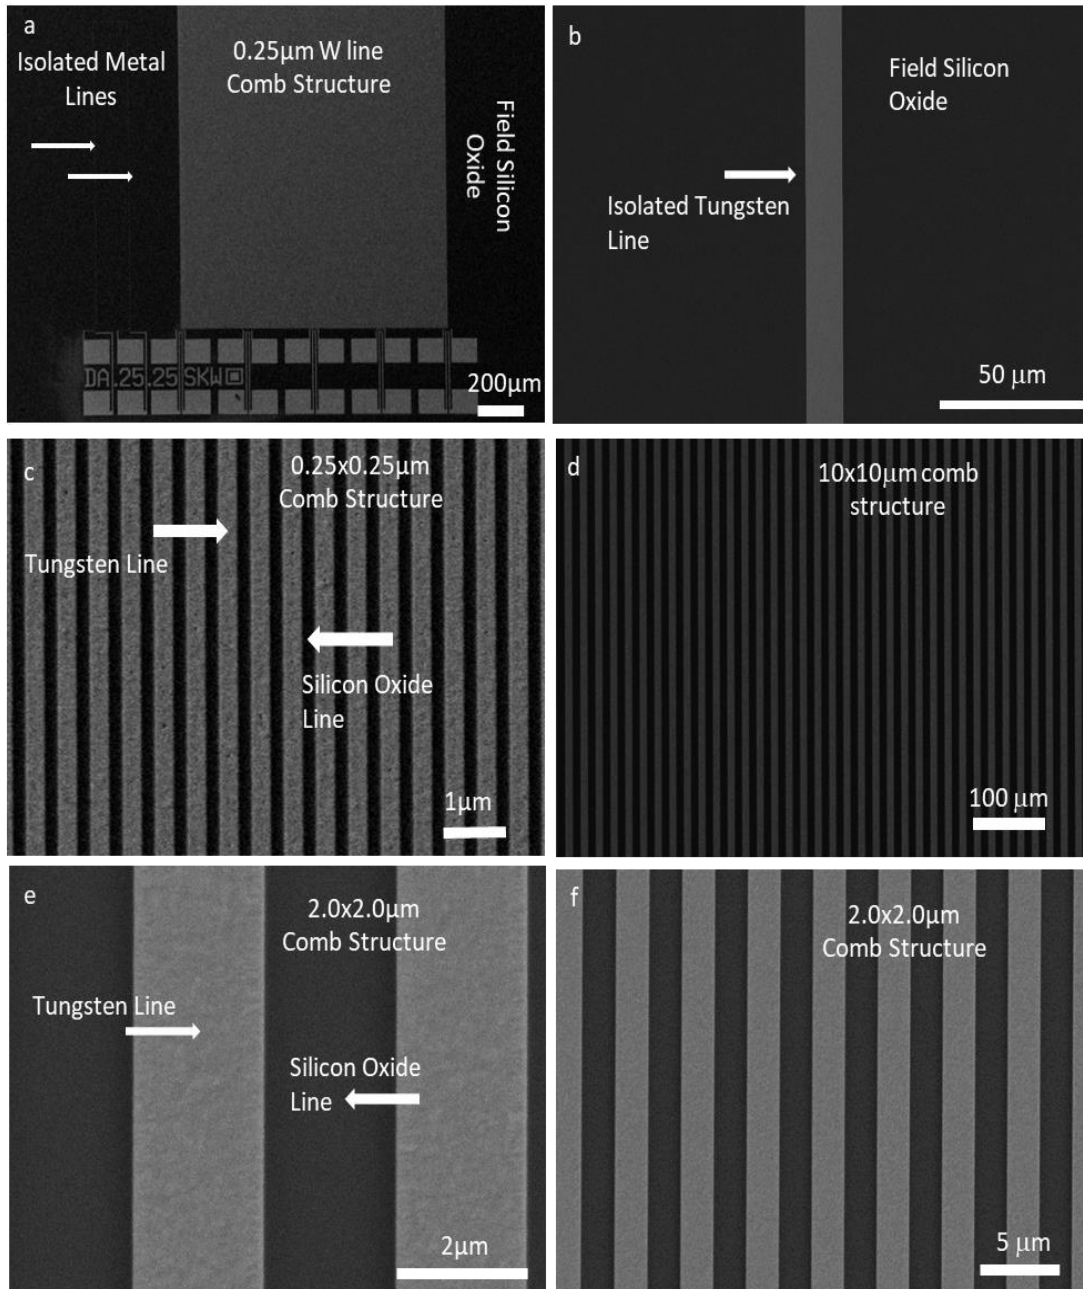 a
Isolated Metal
Lines
0.25μm W line
Comb Structure
Field Silicon
Oxide
DA.25.25 SKW
200μm
b
Field Silicon
Oxide
Isolated Tungsten
Line
50 μm
c
0.25x0.25μm
Comb Structure
Tungsten Line
Silicon Oxide
Line
1μm
d
10x10μm comb
structure
100 μm
e
2.0x2.0μm
Comb Structure
Tungsten Line
Silicon Oxide
Line
2μm
f
2.0x2.0μm
Comb Structure
5 μm